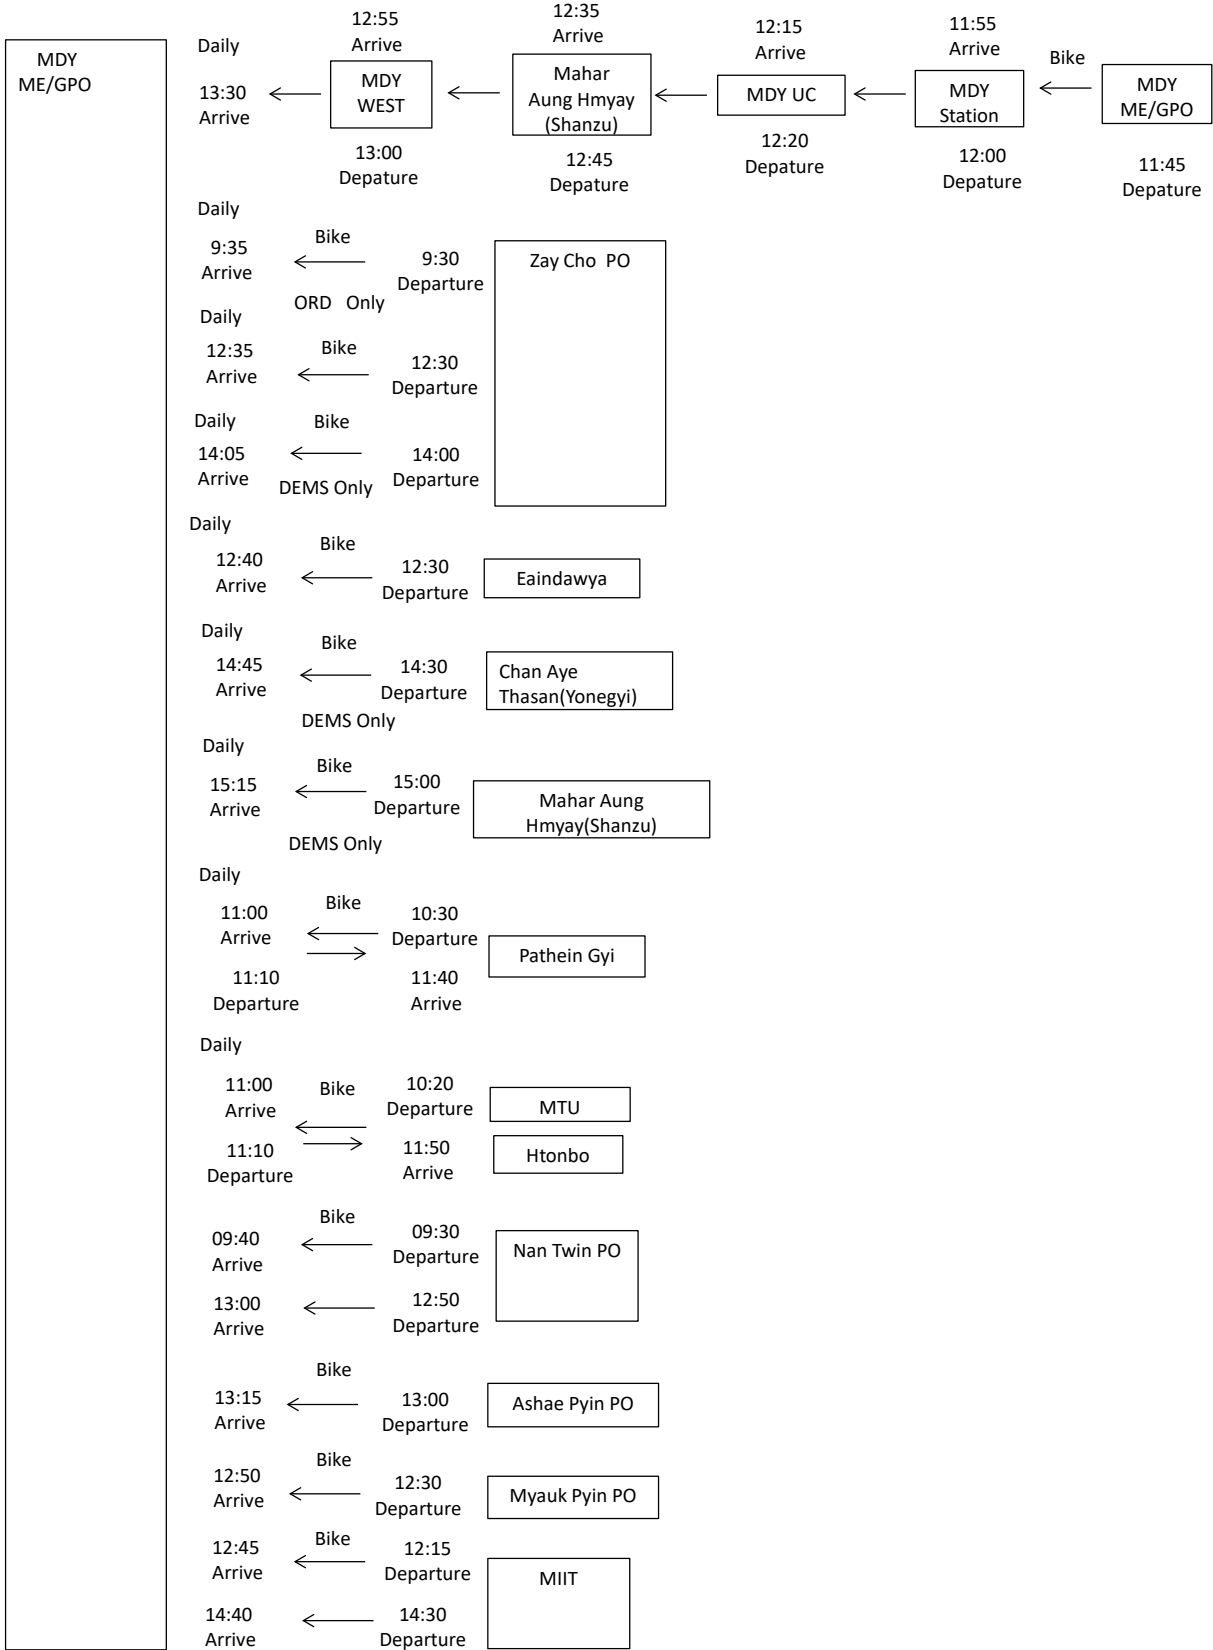 MDY
ME/GPO
Daily
12:55
Arrive
12:35
Arrive
12:15
Arrive
11:55
Arrive
Bike
13:30
Arrive
MDY
WEST
Mahar
Aung Hmyay
(Shanzu)
MDY UC
MDY
Station
MDY
ME/GPO
13:00
Depature
12:45
Depature
12:20
Depature
12:00
Depature
11:45
Depature
Daily
9:35
Arrive
Bike
9:30
Departure
Zay Cho PO
ORD Only
Daily
12:35
Arrive
Bike
12:30
Departure
Daily
14:05
Arrive
Bike
14:00
Departure
DEMS Only
Daily
12:40
Arrive
Bike
12:30
Departure
Eaindawya
Daily
14:45
Arrive
Bike
14:30
Departure
Chan Aye
Thasan(Yonegyi)
DEMS Only
Daily
15:15
Arrive
Bike
15:00
Departure
Mahar Aung
Hmyay(Shanzu)
DEMS Only
Daily
11:00
Arrive
Bike
10:30
Departure
Pathein Gyi
11:10
Departure
11:40
Arrive
Daily
11:00
Arrive
Bike
10:20
Departure
MTU
11:10
Departure
11:50
Arrive
Htonbo
09:40
Arrive
Bike
09:30
Departure
Nan Twin PO
13:00
Arrive
12:50
Departure
13:15
Arrive
Bike
13:00
Departure
Ashae Pyin PO
12:50
Arrive
Bike
12:30
Departure
Myauk Pyin PO
12:45
Arrive
Bike
12:15
Departure
MIIT
14:40
Arrive
14:30
Departure